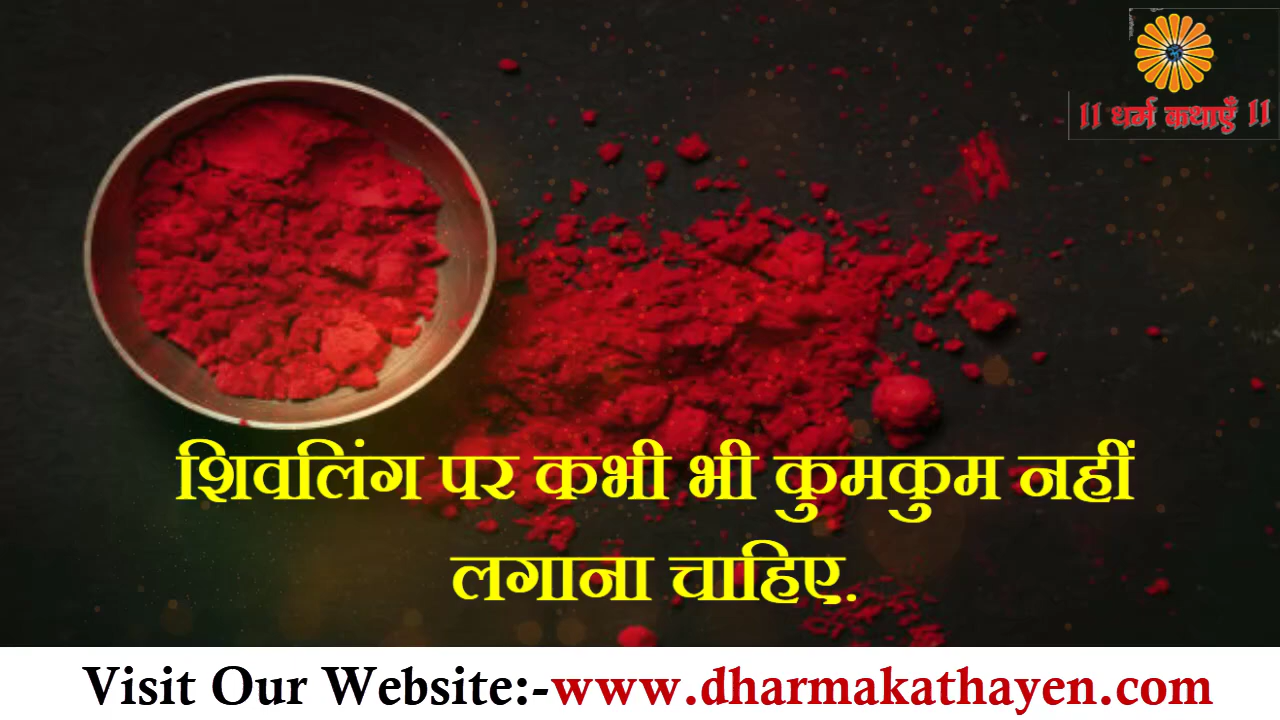 ॥ धर्म कथाएँ ॥
शिवलिंग पर कभी भी कुमकुम नहीं
लगाना चाहिए.
Visit Our Website:-www.dharmakathayen.com